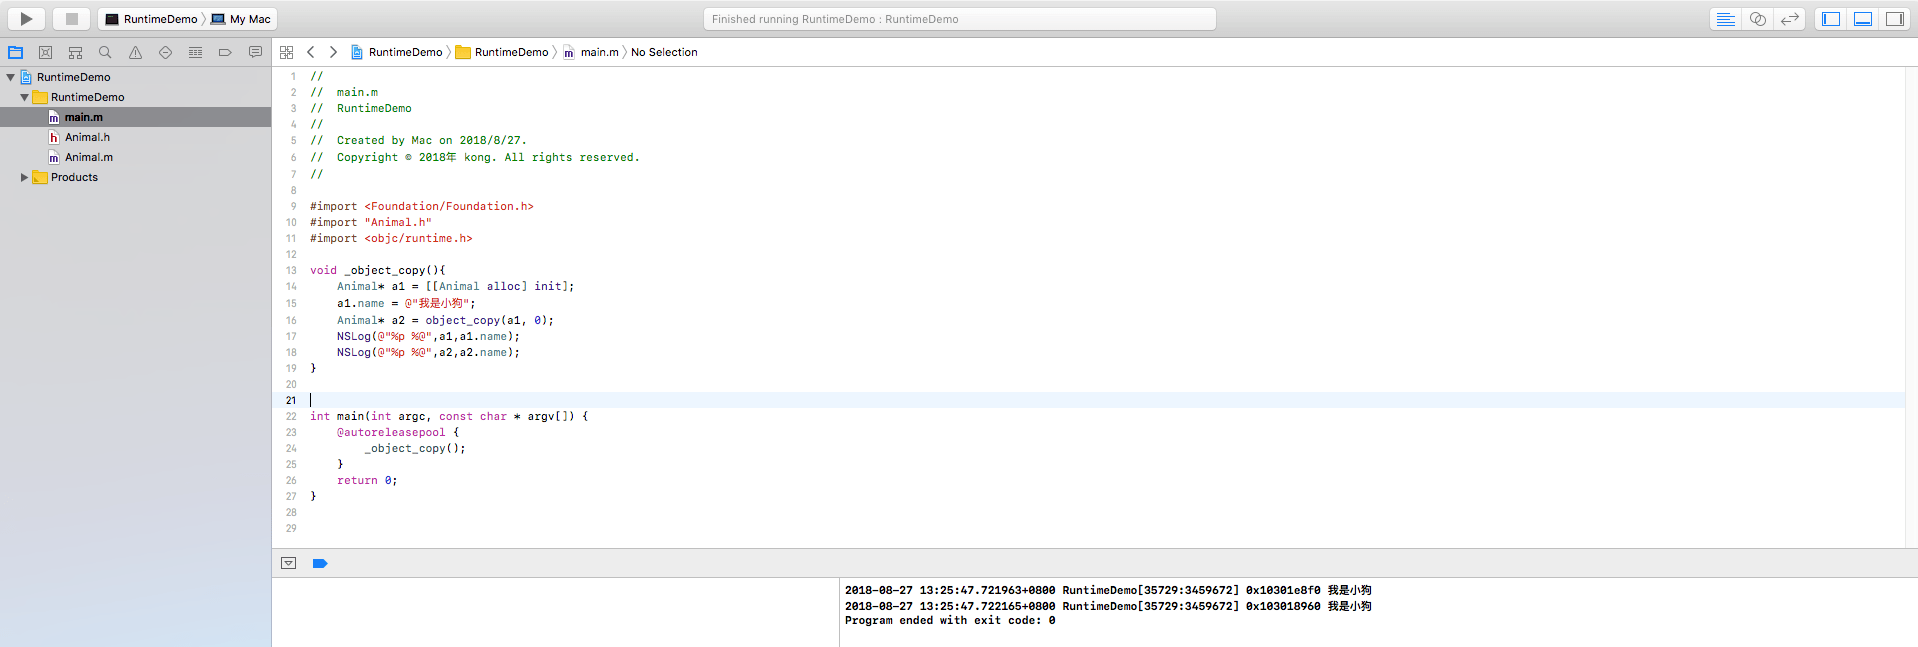 RuntimeDemo 〉 My Mac
Finished running RuntimeDemo : RuntimeDemo
RuntimeDemo 〉 RuntimeDemo 〉 main.m 〉 No Selection
RuntimeDemo
RuntimeDemo
main.m
Animal.h
Animal.m
Products
1 //
2 //  main.m
3 //  RuntimeDemo
4 //
5 //  Created by Mac on 2018/8/27.
6 //  Copyright © 2018年 kong. All rights reserved.
7 //
8
9 #import <Foundation/Foundation.h>
10 #import "Animal.h"
11 #import <objc/runtime.h>
12
13 void _object_copy(){
14     Animal* a1 = [[Animal alloc] init];
15     a1.name = @"我是小狗";
16     Animal* a2 = object_copy(a1, 0);
17     NSLog(@"%p %@",a1,a1.name);
18     NSLog(@"%p %@",a2,a2.name);
19 }
20
21
22 int main(int argc, const char * argv[]) {
23     @autoreleasepool {
24         _object_copy();
25     }
26     return 0;
27 }
28
29
2018-08-27 13:25:47.721963+0800 RuntimeDemo[35729:3459672] 0x10301e8f0 我是小狗
2018-08-27 13:25:47.722165+0800 RuntimeDemo[35729:3459672] 0x103018960 我是小狗
Program ended with exit code: 0